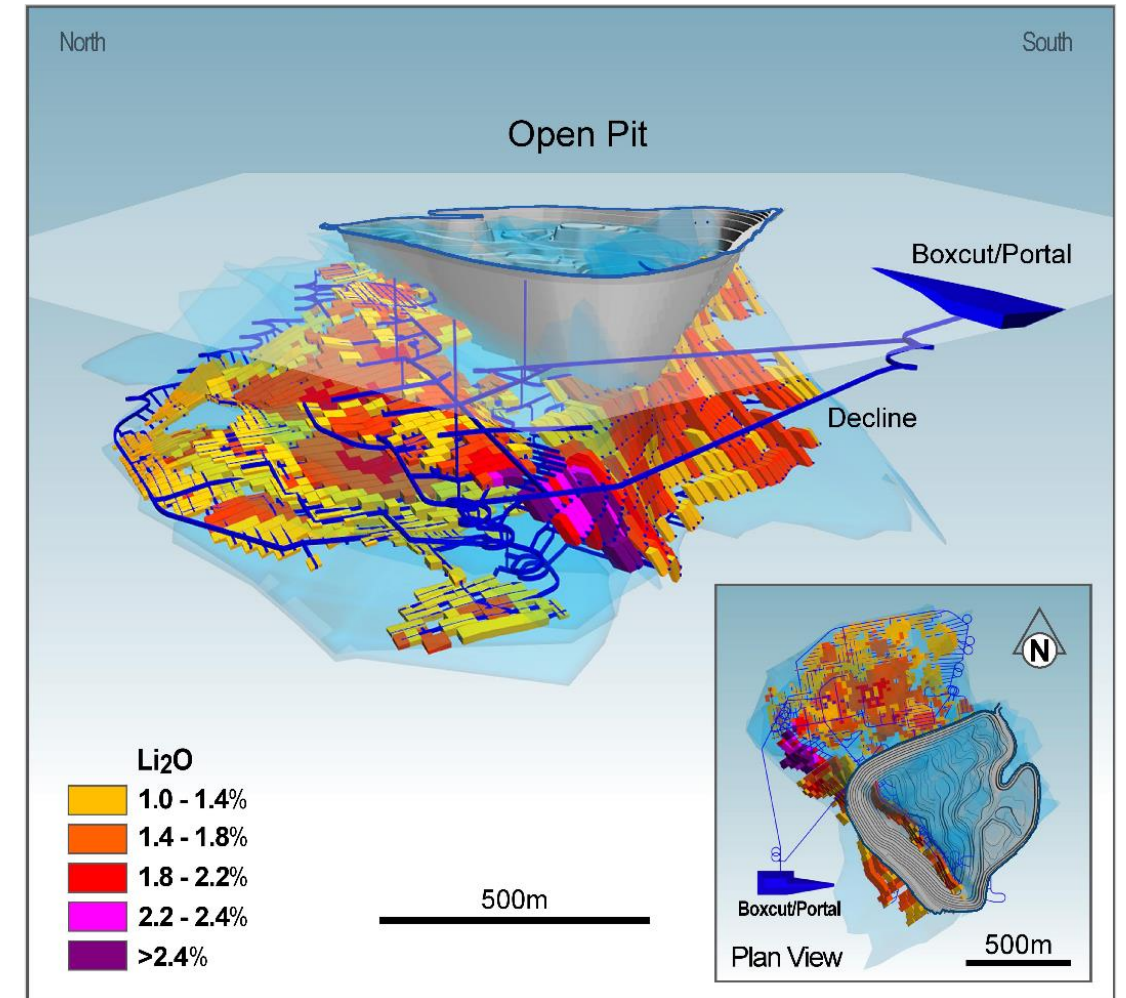 North
South
Open Pit
Boxcut/Portal
Decline
Li2O
1.0 - 1.4%
1.4 - 1.8%
1.8 - 2.2%
2.2 - 2.4%
>2.4%
500m
N
Boxcut/Portal
Plan View
500m